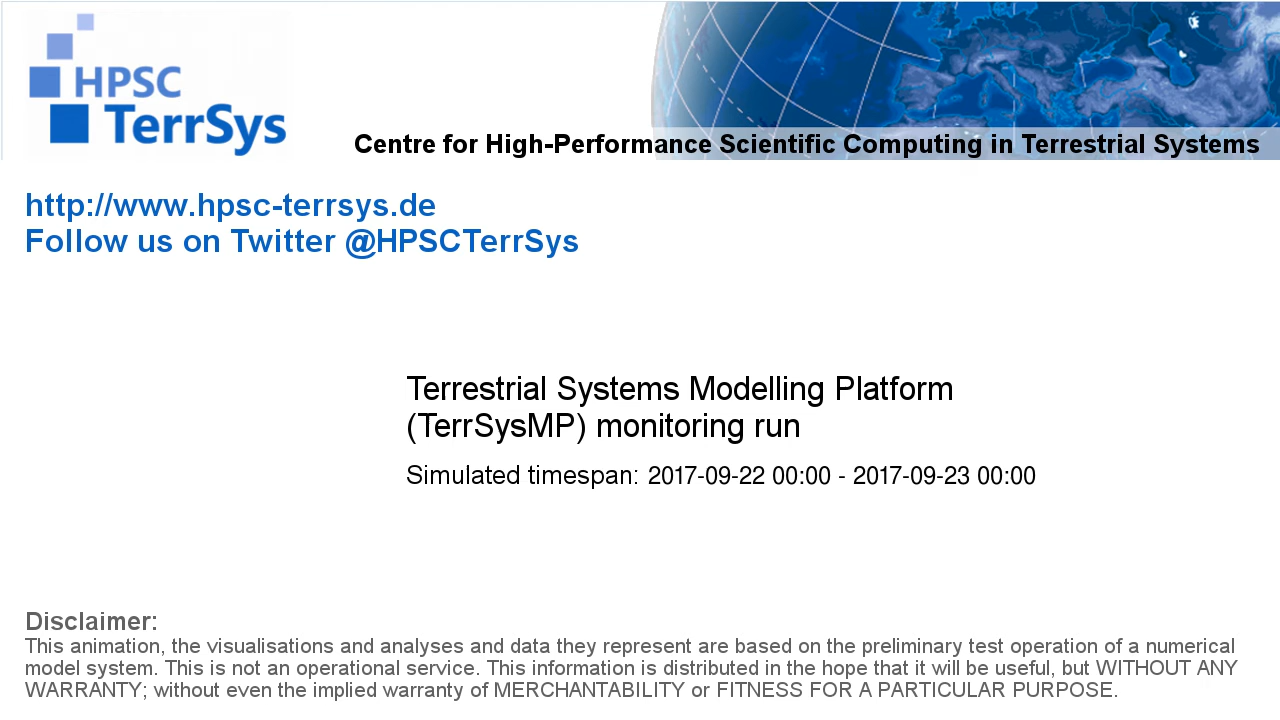 HPSC
TerrSys
Centre for High-Performance Scientific Computing in Terrestrial Systems
http://www.hpsc-terrsys.de
Follow us on Twitter @HPSCTerrSys
Terrestrial Systems Modelling Platform
(TerrSysMP) monitoring run
Simulated timespan: 2017-09-22 00:00 - 2017-09-23 00:00
Disclaimer:
This animation, the visualisations and analyses and data they represent are based on the preliminary test operation of a numerical
model system. This is not an operational service. This information is distributed in the hope that it will be useful, but WITHOUT ANY
WARRANTY; without even the implied warranty of MERCHANTABILITY or FITNESS FOR A PARTICULAR PURPOSE.